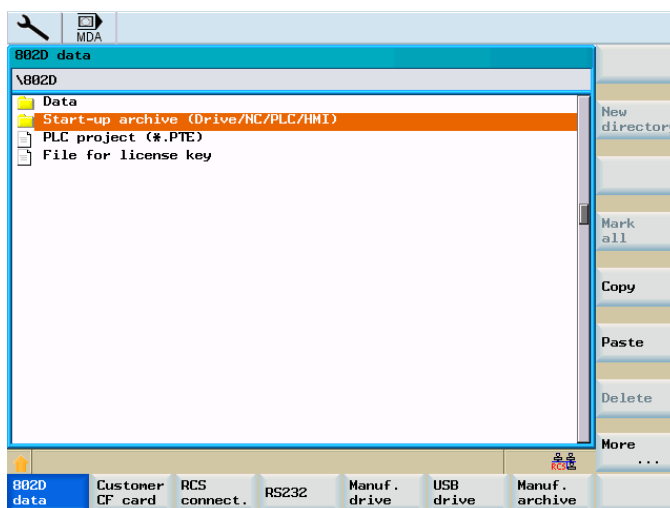 MDA
802D data
\802D
Data
Start-up archive (Drive/NC/PLC/HMI)
PLC project (*.PTE)
File for license key
New
director
Mark
all
Copy
Paste
Delete
More
...
RCS
802D
data
Customer
CF card
RCS
connect.
RS232
Manuf.
drive
USB
drive
Manuf.
archive